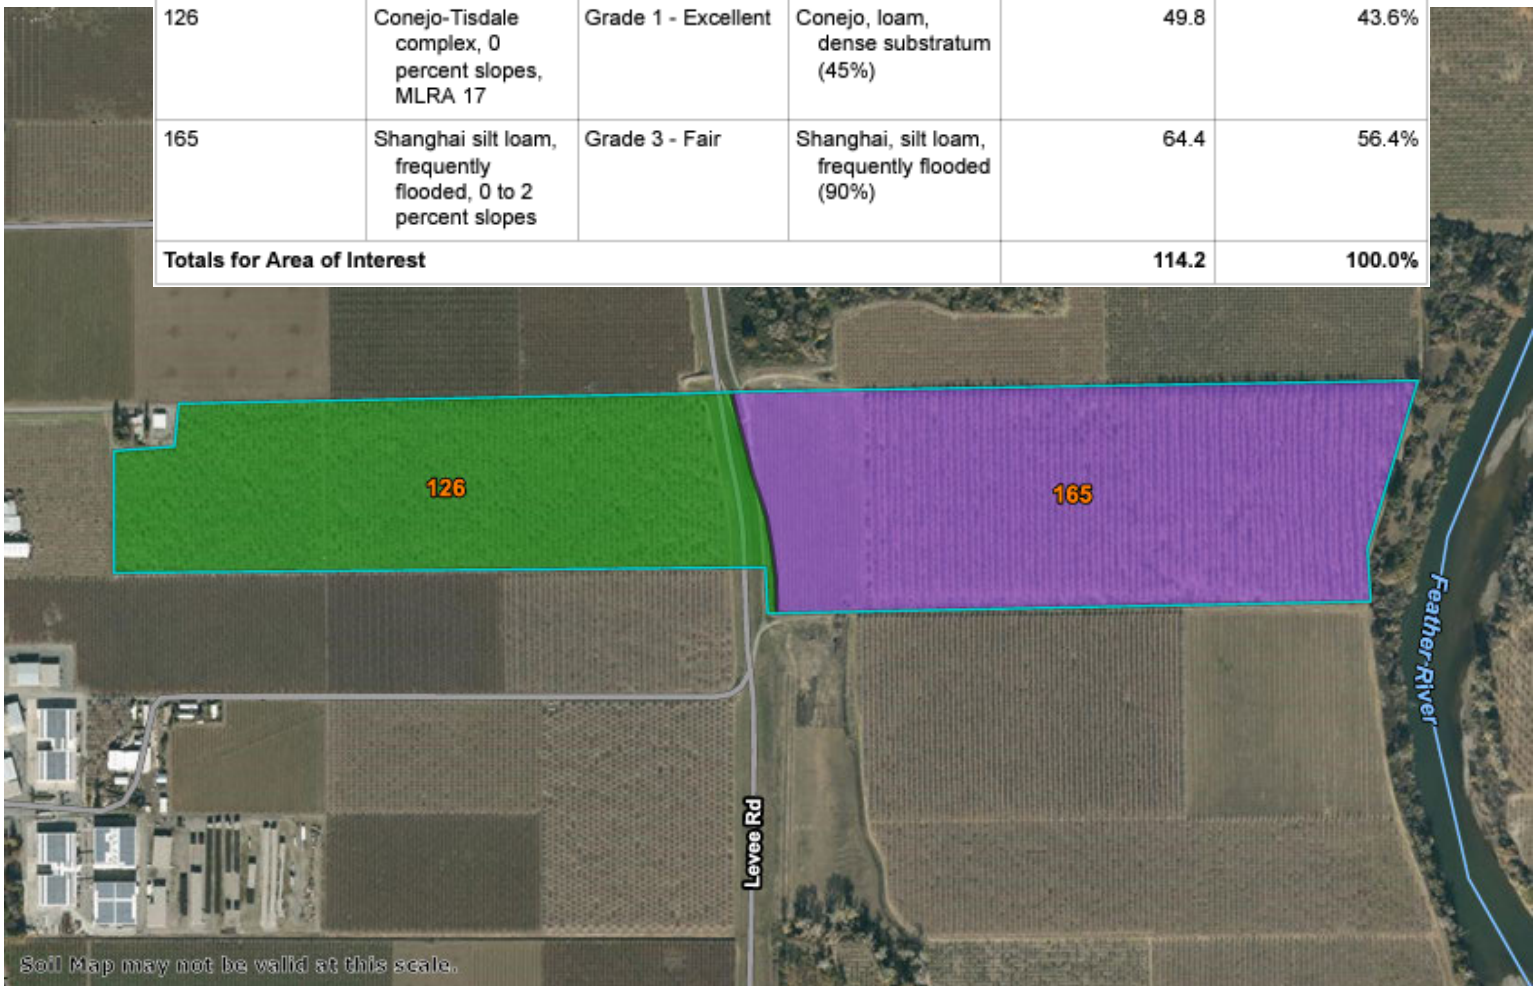 126 Conejo-Tisdale Grade 1 - Excellent Conejo, loam, 49.8 43.6%
complex, 0 dense substratum
percent slopes, (45%)
MLRA 17
165 Shanghai silt loam, Grade 3 - Fair Shanghai, silt loam, 64.4 56.4%
frequently frequently flooded
flooded, 0 to 2 (90%)
percent slopes
Totals for Area of Interest 114.2 100.0%
126
165
Feather River
Levee Rd
Soil Map may not be valid at this scale.